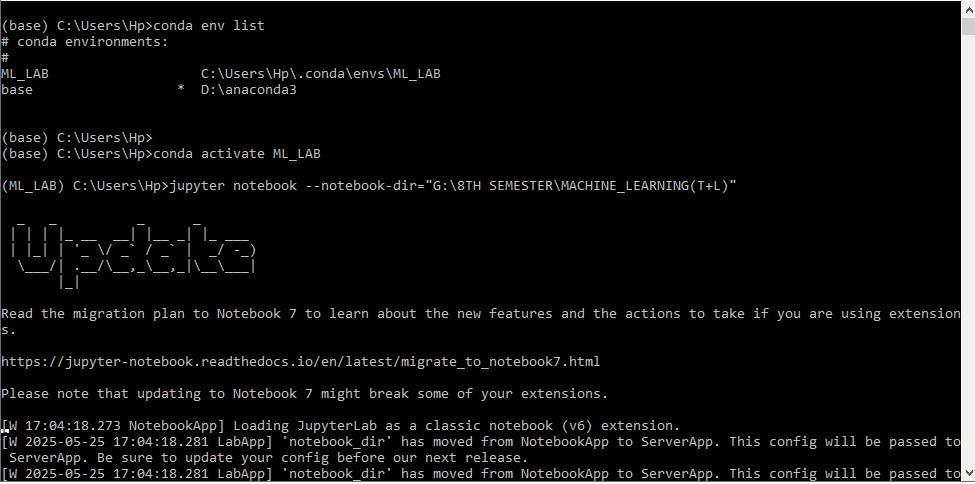 (base) C:\Users\Hp>conda env list
# conda environments:
#
ML_LAB                   C:\Users\Hp\.conda\envs\ML_LAB
base                  *  D:\anaconda3
(base) C:\Users\Hp>
(base) C:\Users\Hp>conda activate ML_LAB
(ML_LAB) C:\Users\Hp>jupyter notebook --notebook-dir="G:\8TH SEMESTER\MACHINE_LEARNING(T+L)"
Update
Read the migration plan to Notebook 7 to learn about the new features and the actions to take if you are using extension
s.
https://jupyter-notebook.readthedocs.io/en/latest/migrate_to_notebook7.html
Please note that updating to Notebook 7 might break some of your extensions.
[W 17:04:18.273 NotebookApp] Loading JupyterLab as a classic notebook (v6) extension.
[W 2025-05-25 17:04:18.281 LabApp] 'notebook_dir' has moved from NotebookApp to ServerApp. This config will be passed to
 ServerApp. Be sure to update your config before our next release.
[W 2025-05-25 17:04:18.281 LabApp] 'notebook_dir' has moved from NotebookApp to ServerApp. This config will be passed to